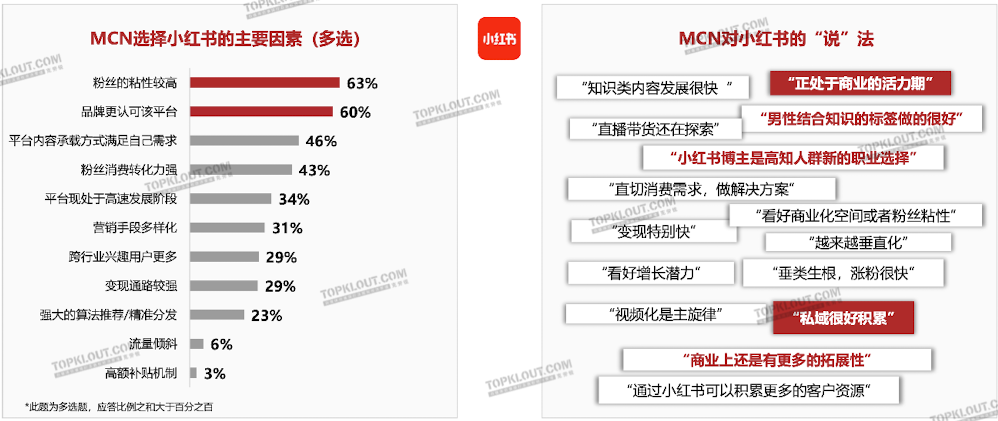 MCN选择小红书的主要因素（多选）
粉丝的粘性较高
63%
品牌更认可该平台
60%
平台内容承载方式满足自己需求
46%
粉丝消费转化力强
43%
平台现处于高速发展阶段
34%
营销手段多样化
31%
跨行业兴趣用户更多
29%
变现通路较强
29%
强大的算法推荐/精准分发
23%
流量倾斜
6%
高额补贴机制
3%
*此题为多选题，应答比例之和大于百分之百
小红书
MCN对小红书的“说”法
“知识类内容发展很快 “
“正处于商业的活力期”
“男性结合知识的标签做的很好”
“直播带货还在探索”
“小红书博主是高知人群新的职业选择”
“直切消费需求，做解决方案”
“看好商业化空间或者粉丝粘性”
“变现特别快”
“越来越垂直化”
“看好增长潜力”
“垂类生根，涨粉很快”
“视频化是主旋律”
“私域很好积累”
“商业上还是有更多的拓展性”
“通过小红书可以积累更多的客户资源”
TOPKLOUT.COM
TOPKLOUT.COM
TOPKLOUT.COM
TOPKLOUT.COM
TOPKLOUT.COM
TOPKLOUT.COM
TOPKLOUT.COM
TOPKLOUT.COM